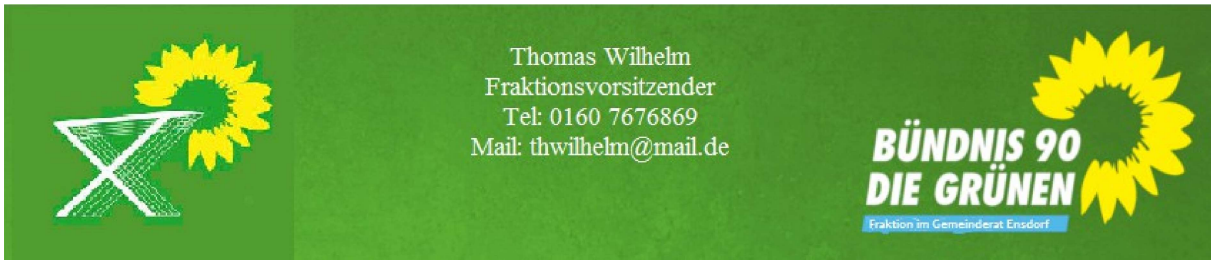 Thomas Wilhelm
Fraktionsvorsitzender
Tel: 0160 7676869
Mail: thwilhelm@mail.de
BÜNDNIS 90
DIE GRÜNEN
Fraktion im Gemeinderat Ensdorf